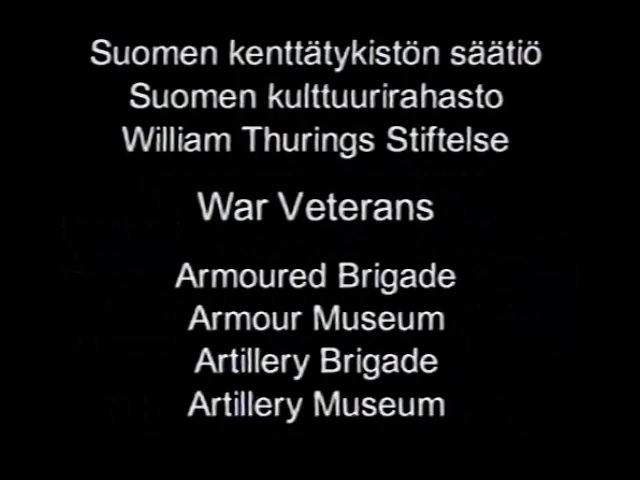 Suomen kenttätykistön säätiö
Suomen kulttuurirahasto
William Thurings Stiftelse
War Veterans
Armoured Brigade
Armour Museum
Artillery Brigade
Artillery Museum